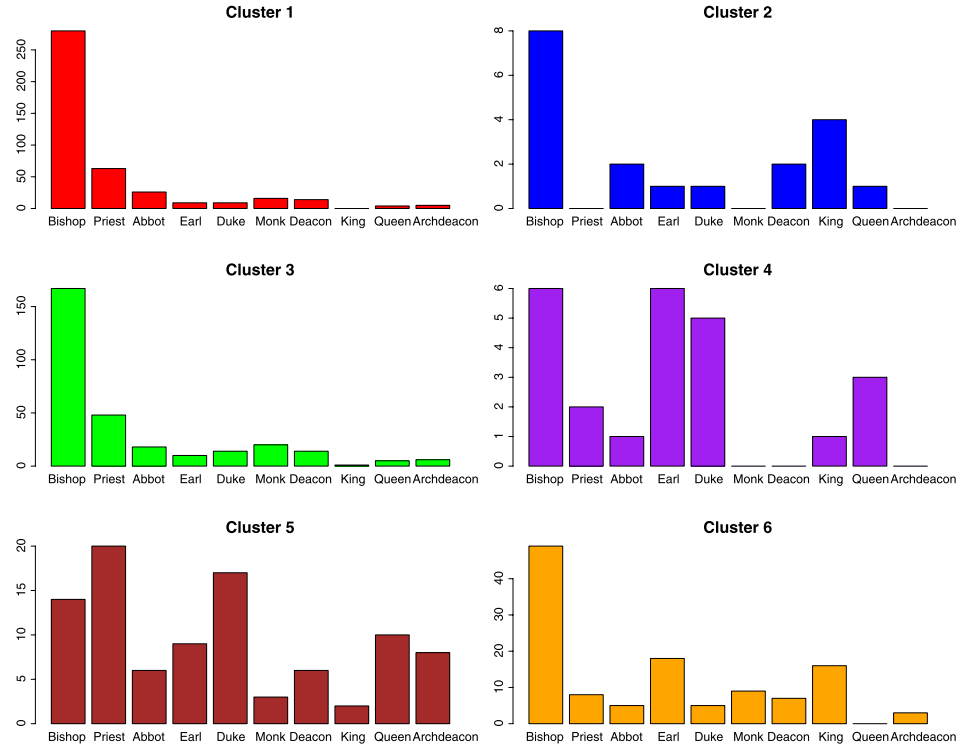 Cluster 1
250
200
150
100
50
0
Bishop Priest Abbot Earl Duke Monk Deacon King Queen Archdeacon
Cluster 2
8
6
4
2
0
Bishop Priest Abbot Earl Duke Monk Deacon King Queen Archdeacon
Cluster 3
150
100
50
0
Bishop Priest Abbot Earl Duke Monk Deacon King Queen Archdeacon
Cluster 4
6
5
4
3
2
1
0
Bishop Priest Abbot Earl Duke Monk Deacon King Queen Archdeacon
Cluster 5
20
15
10
5
0
Bishop Priest Abbot Earl Duke Monk Deacon King Queen Archdeacon
Cluster 6
40
30
20
10
0
Bishop Priest Abbot Earl Duke Monk Deacon King Queen Archdeacon